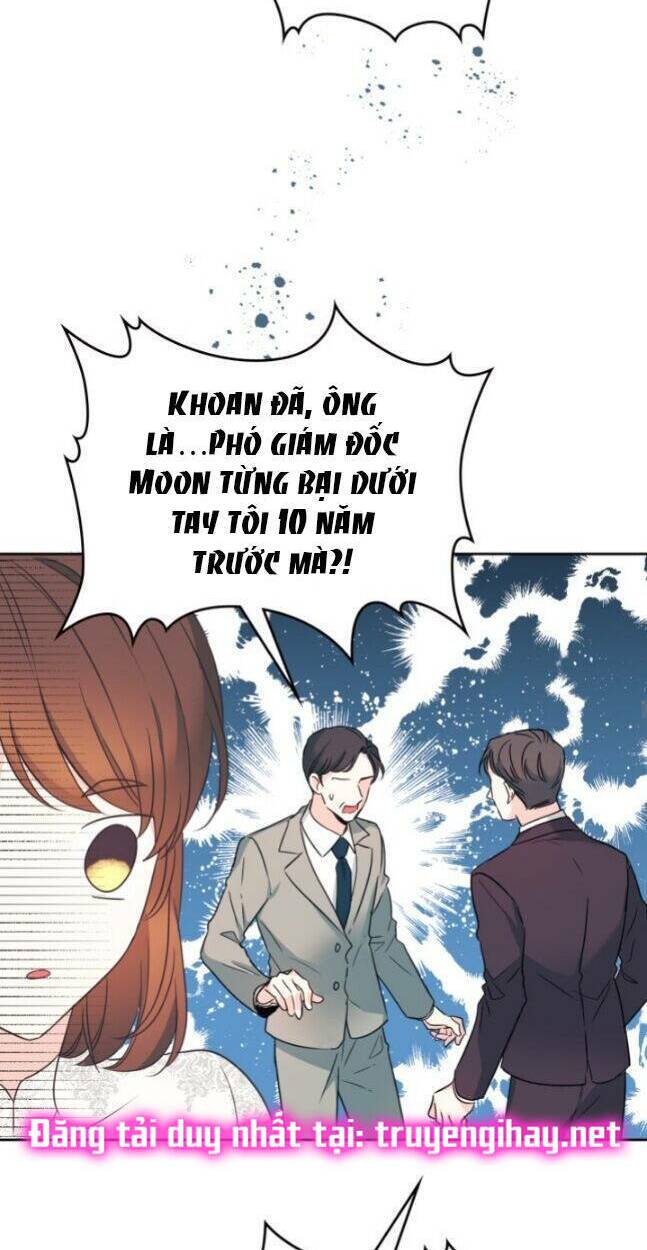 KHOAN ĐÃ, ÔNG
LÀ...PHÓ GIÁM ĐỐC
MOON TỪNG BẠI DƯỚI
TAY TÔI 10 NĂM
TRƯỚC MÀ?!
Đăng tải duy nhất tại: truyengihay.net